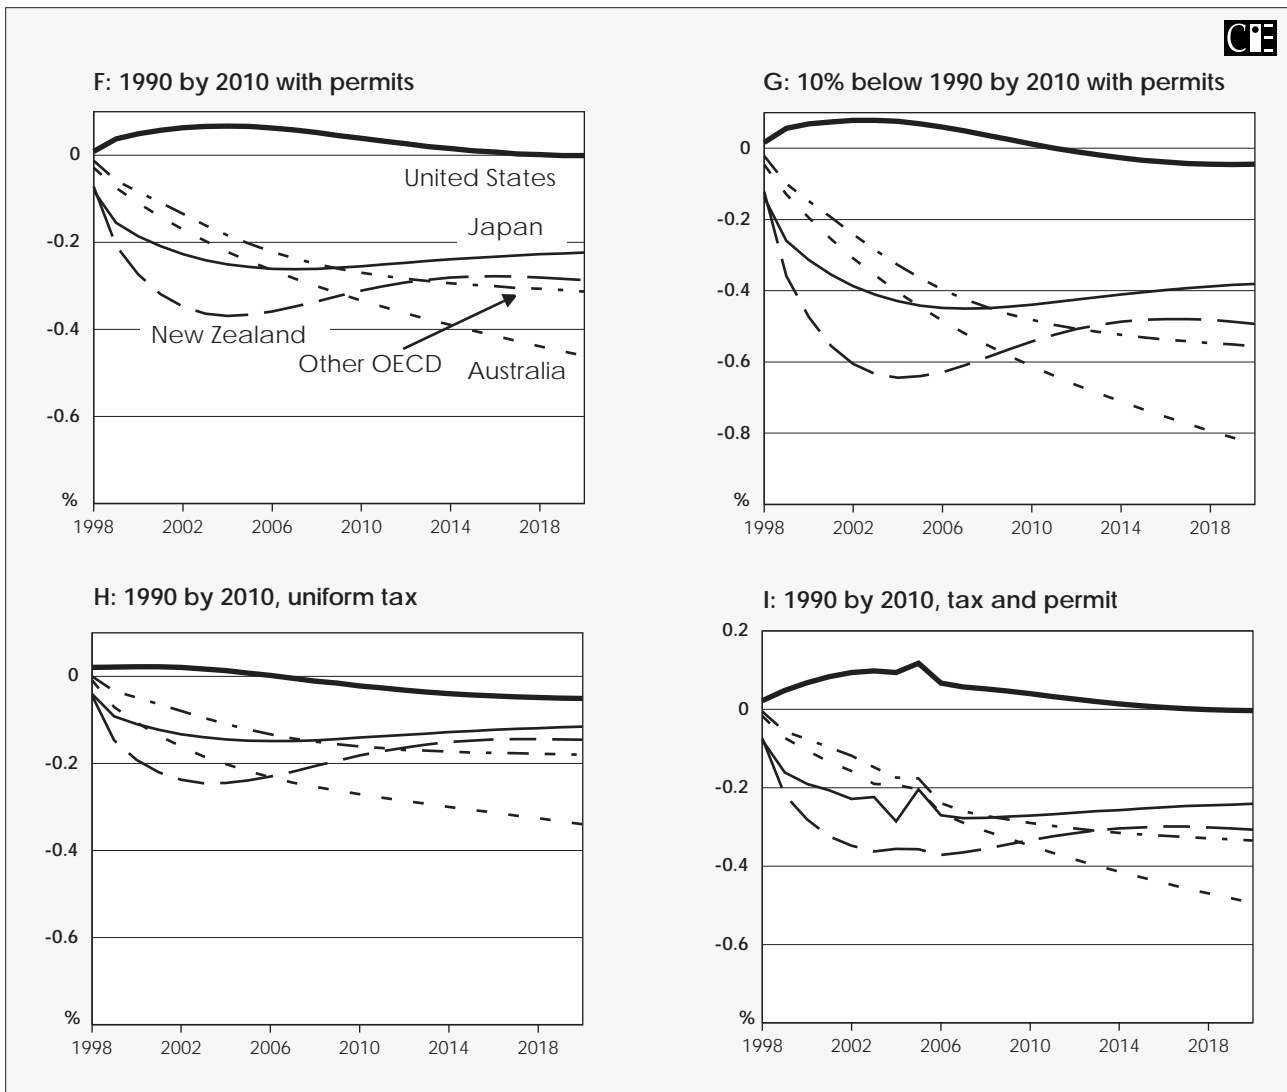 CiE
F: 1990 by 2010 with permits
0
-0.2
-0.4
-0.6
%
1998 2002 2006 2010 2014 2018
United States
Japan
New Zealand
Other OECD
Australia
G: 10% below 1990 by 2010 with permits
0
-0.2
-0.4
-0.6
-0.8
%
1998 2002 2006 2010 2014 2018
H: 1990 by 2010, uniform tax
0
-0.2
-0.4
-0.6
%
1998 2002 2006 2010 2014 2018
I: 1990 by 2010, tax and permit
0.2
0
-0.2
-0.4
-0.6
%
1998 2002 2006 2010 2014 2018